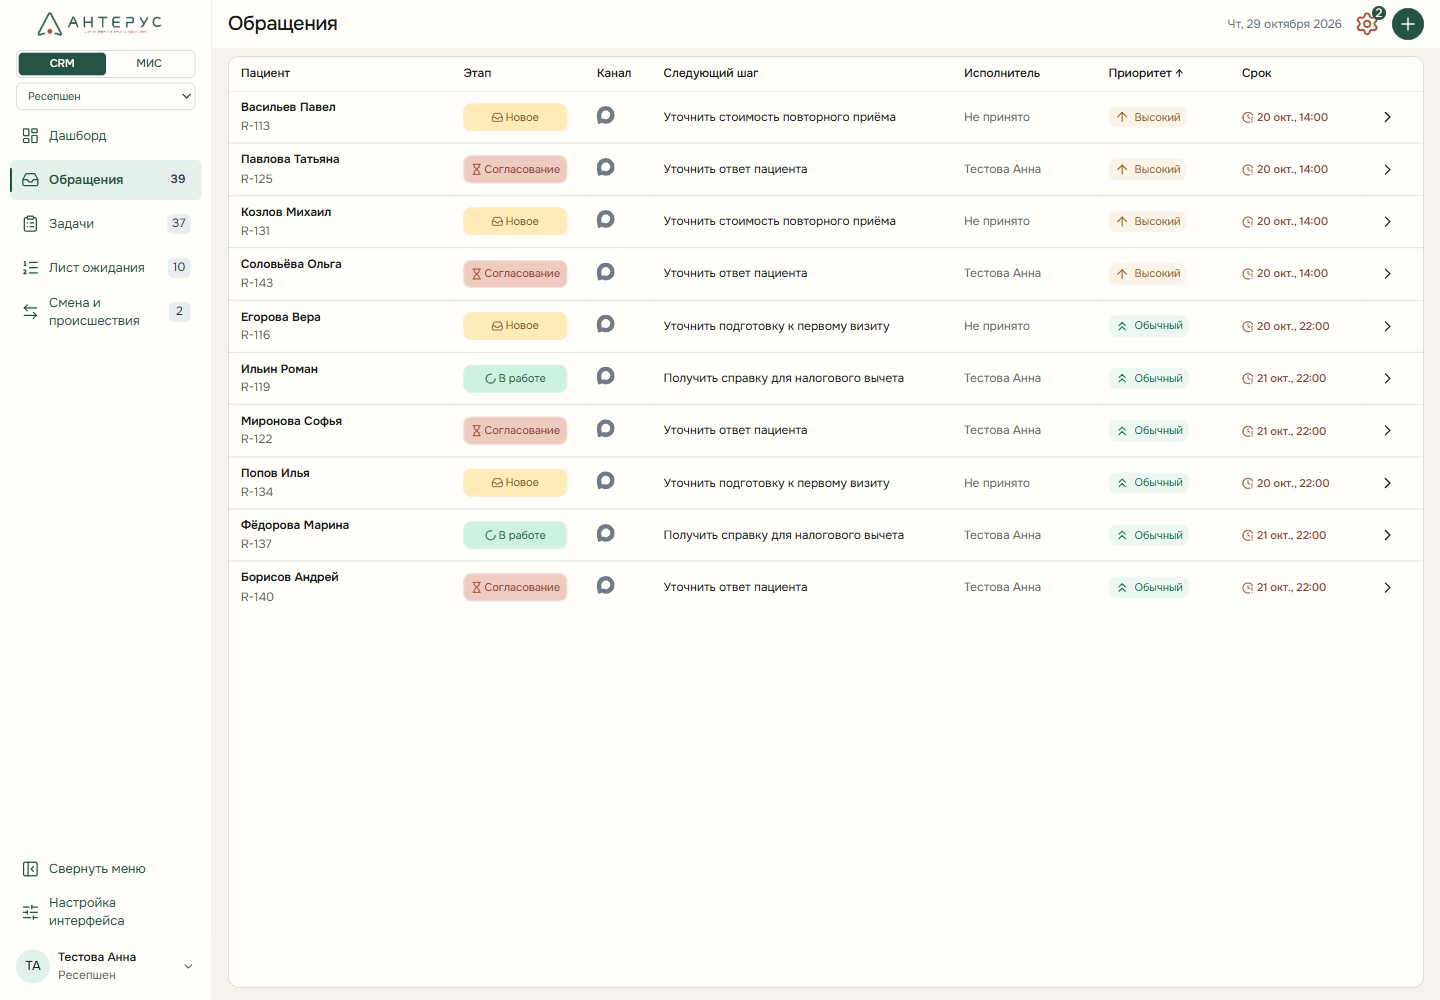 АНТЕРУС
CRM
МИС
Ресепшен
Дашборд
Обращения 39
Задачи 37
Лист ожидания 10
Смена и
происшествия 2
Свернуть меню
Настройка
интерфейса
ТА
Тестова Анна
Ресепшен
Обращения
Чт, 29 октября 2026
2
Пациент Этап Канал Следующий шаг Исполнитель Приоритет ↑ Срок
Васильев Павел
R-113
Новое Уточнить стоимость повторного приёма Не принято Высокий 20 окт., 14:00
Павлова Татьяна
R-125
Согласование Уточнить ответ пациента Тестова Анна Высокий 20 окт., 14:00
Козлов Михаил
R-131
Новое Уточнить стоимость повторного приёма Не принято Высокий 20 окт., 14:00
Соловьёва Ольга
R-143
Согласование Уточнить ответ пациента Тестова Анна Высокий 20 окт., 14:00
Егорова Вера
R-116
Новое Уточнить подготовку к первому визиту Не принято Обычный 20 окт., 22:00
Ильин Роман
R-119
В работе Получить справку для налогового вычета Тестова Анна Обычный 21 окт., 22:00
Миронова Софья
R-122
Согласование Уточнить ответ пациента Тестова Анна Обычный 21 окт., 22:00
Попов Илья
R-134
Новое Уточнить подготовку к первому визиту Не принято Обычный 20 окт., 22:00
Фёдорова Марина
R-137
В работе Получить справку для налогового вычета Тестова Анна Обычный 21 окт., 22:00
Борисов Андрей
R-140
Согласование Уточнить ответ пациента Тестова Анна Обычный 21 окт., 22:00